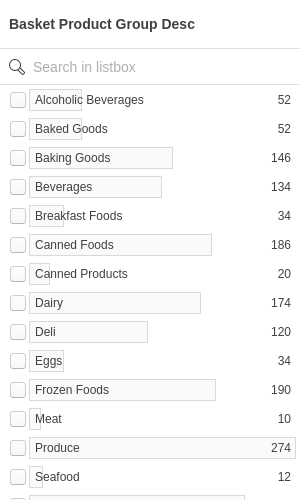 Basket Product Group Desc
Search in listbox
Alcoholic Beverages 52
Baked Goods 52
Baking Goods 146
Beverages 134
Breakfast Foods 34
Canned Foods 186
Canned Products 20
Dairy 174
Deli 120
Eggs 34
Frozen Foods 190
Meat 10
Produce 274
Seafood 12